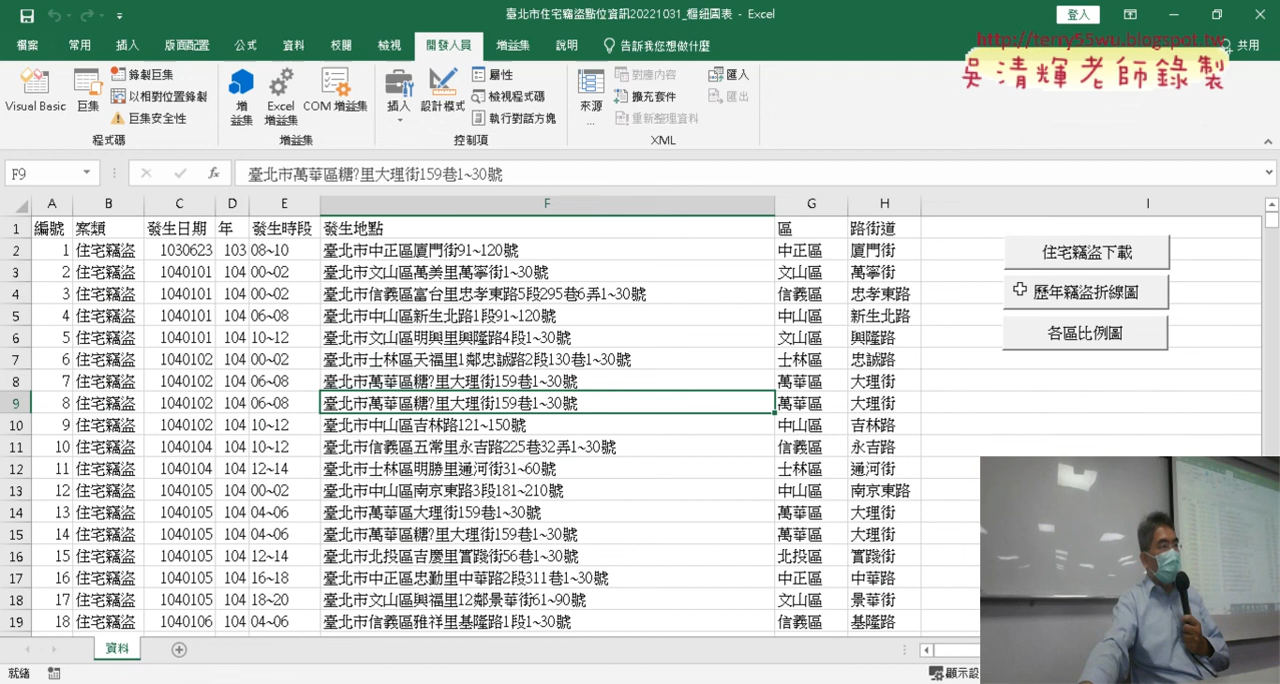 臺北市住宅竊盜點位資訊20221031_樞紐圖表 - Excel
登入
檔案 常用 插入 版面配置 公式 資料 校閱 檢視 開發人員 增益集 說明 告訴我您想做什麼 共用
http://terry55wu.blogspot.tw
吳清輝老師錄製
Visual Basic 巨集 錄製巨集 以相對位置錄製 巨集安全性
增益集 Excel 增益集 COM 增益集
插入 設計模式 屬性 檢視程式碼 執行對話方塊
來源... 對應內容 擴充套件 重新整理資料 匯入 匯出
程式碼 增益集 控制項 XML
F9 fx 臺北市萬華區糖?里大理街159巷1~30號
A B C D E F G H I
1 編號 案類 發生日期 年 發生時段 發生地點 區 路街道
2 1 住宅竊盜 1030623 103 08~10 臺北市中正區廈門街91~120號 中正區 廈門街
3 2 住宅竊盜 1040101 104 00~02 臺北市文山區萬美里萬寧街1~30號 文山區 萬寧街
4 3 住宅竊盜 1040101 104 00~02 臺北市信義區富台里忠孝東路5段295巷6弄1~30號 信義區 忠孝東路
5 4 住宅竊盜 1040101 104 06~08 臺北市中山區新生北路1段91~120號 中山區 新生北路
6 5 住宅竊盜 1040101 104 10~12 臺北市文山區明興里興隆路4段1~30號 文山區 興隆路
7 6 住宅竊盜 1040102 104 00~02 臺北市士林區天福里1鄰忠誠路2段130巷1~30號 士林區 忠誠路
8 7 住宅竊盜 1040102 104 06~08 臺北市萬華區糖?里大理街159巷1~30號 萬華區 大理街
9 8 住宅竊盜 1040102 104 06~08 臺北市萬華區糖?里大理街159巷1~30號 萬華區 大理街
10 9 住宅竊盜 1040102 104 10~12 臺北市中山區吉林路121~150號 中山區 吉林路
11 10 住宅竊盜 1040104 104 10~12 臺北市信義區五常里永吉路225巷32弄1~30號 信義區 永吉路
12 11 住宅竊盜 1040104 104 12~14 臺北市士林區明勝里通河街31~60號 士林區 通河街
13 12 住宅竊盜 1040105 104 00~02 臺北市中山區南京東路3段181~210號 中山區 南京東路
14 13 住宅竊盜 1040105 104 04~06 臺北市萬華區大理街159巷1~30號 萬華區 大理街
15 14 住宅竊盜 1040105 104 04~06 臺北市萬華區糖?里大理街159巷1~30號 萬華區 大理街
16 15 住宅竊盜 1040105 104 12~14 臺北市北投區吉慶里實踐街56巷1~30號 北投區 實踐街
17 16 住宅竊盜 1040105 104 16~18 臺北市中正區忠勤里中華路2段311巷1~30號 中正區 中華路
18 17 住宅竊盜 1040105 104 18~20 臺北市文山區興福里12鄰景華街61~90號 文山區 景華街
19 18 住宅竊盜 1040106 104 04~06 臺北市信義區雅祥里基隆路1段1~30號 信義區 基隆路
住宅竊盜下載
歷年竊盜折線圖
各區比例圖
資料
就緒 顯示設